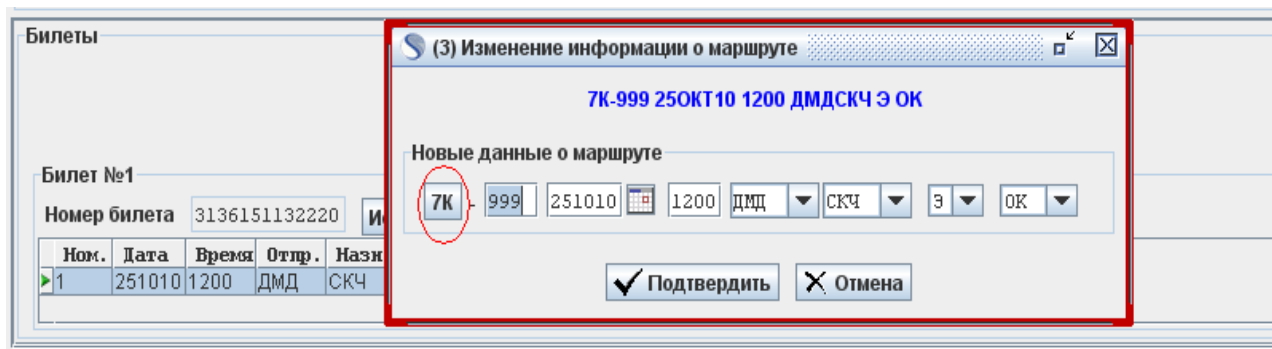 Билеты
(3) Изменение информации о маршруте
7К-999 25ОКТ10 1200 ДМДСКЧ Э ОК
Новые данные о маршруте
7К - 999 251010 1200 ДМД СКЧ Э ОК
Подтвердить Отмена
Билет №1
Номер билета 3136151132220
Ном. Дата Время Отпр.
1 251010 1200 ДМД СКЧ